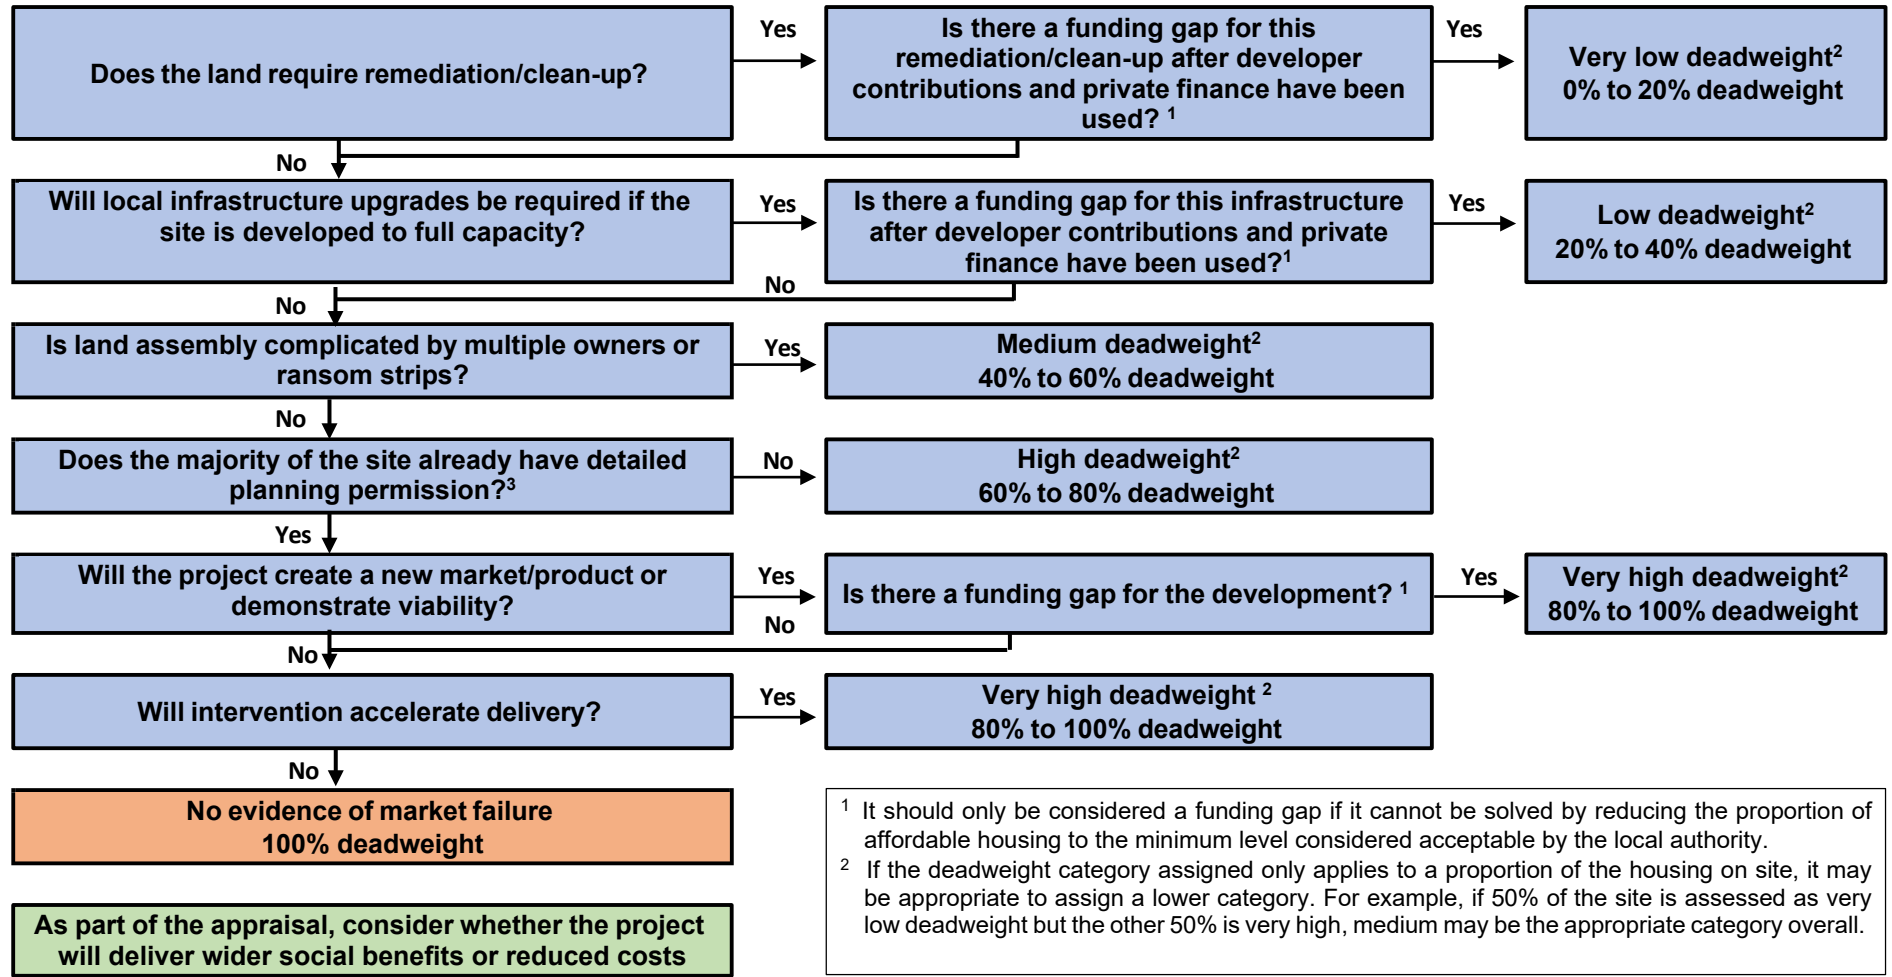 Does the land require remediation/clean-up?
Yes
Is there a funding gap for this
remediation/clean-up after developer
contributions and private finance have been
used? 1
Yes
Very low deadweight2
0% to 20% deadweight
No
Will local infrastructure upgrades be required if the
site is developed to full capacity?
Yes
Is there a funding gap for this infrastructure
after developer contributions and private
finance have been used?1
Yes
Low deadweight2
20% to 40% deadweight
No
No
Is land assembly complicated by multiple owners or
ransom strips?
Yes
Medium deadweight2
40% to 60% deadweight
No
Does the majority of the site already have detailed
planning permission?3
No
High deadweight2
60% to 80% deadweight
Yes
Will the project create a new market/product or
demonstrate viability?
Yes
Is there a funding gap for the development? 1
Yes
Very high deadweight2
80% to 100% deadweight
No
No
Will intervention accelerate delivery?
Yes
Very high deadweight 2
80% to 100% deadweight
No
No evidence of market failure
100% deadweight
As part of the appraisal, consider whether the project
will deliver wider social benefits or reduced costs
1 It should only be considered a funding gap if it cannot be solved by reducing the proportion of
affordable housing to the minimum level considered acceptable by the local authority.
2 If the deadweight category assigned only applies to a proportion of the housing on site, it may
be appropriate to assign a lower category. For example, if 50% of the site is assessed as very
low deadweight but the other 50% is very high, medium may be the appropriate category overall.